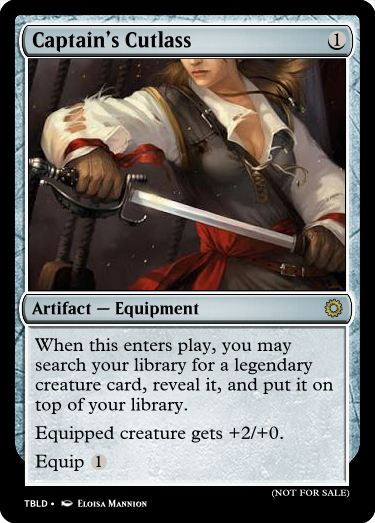 Captain's Cutlass 1
Artifact — Equipment
When this enters play, you may
search your library for a legendary
creature card, reveal it, and put it on
top of your library.
Equipped creature gets +2/+0.
Equip 1
(NOT FOR SALE)
TBLD • Eloisa Mannion